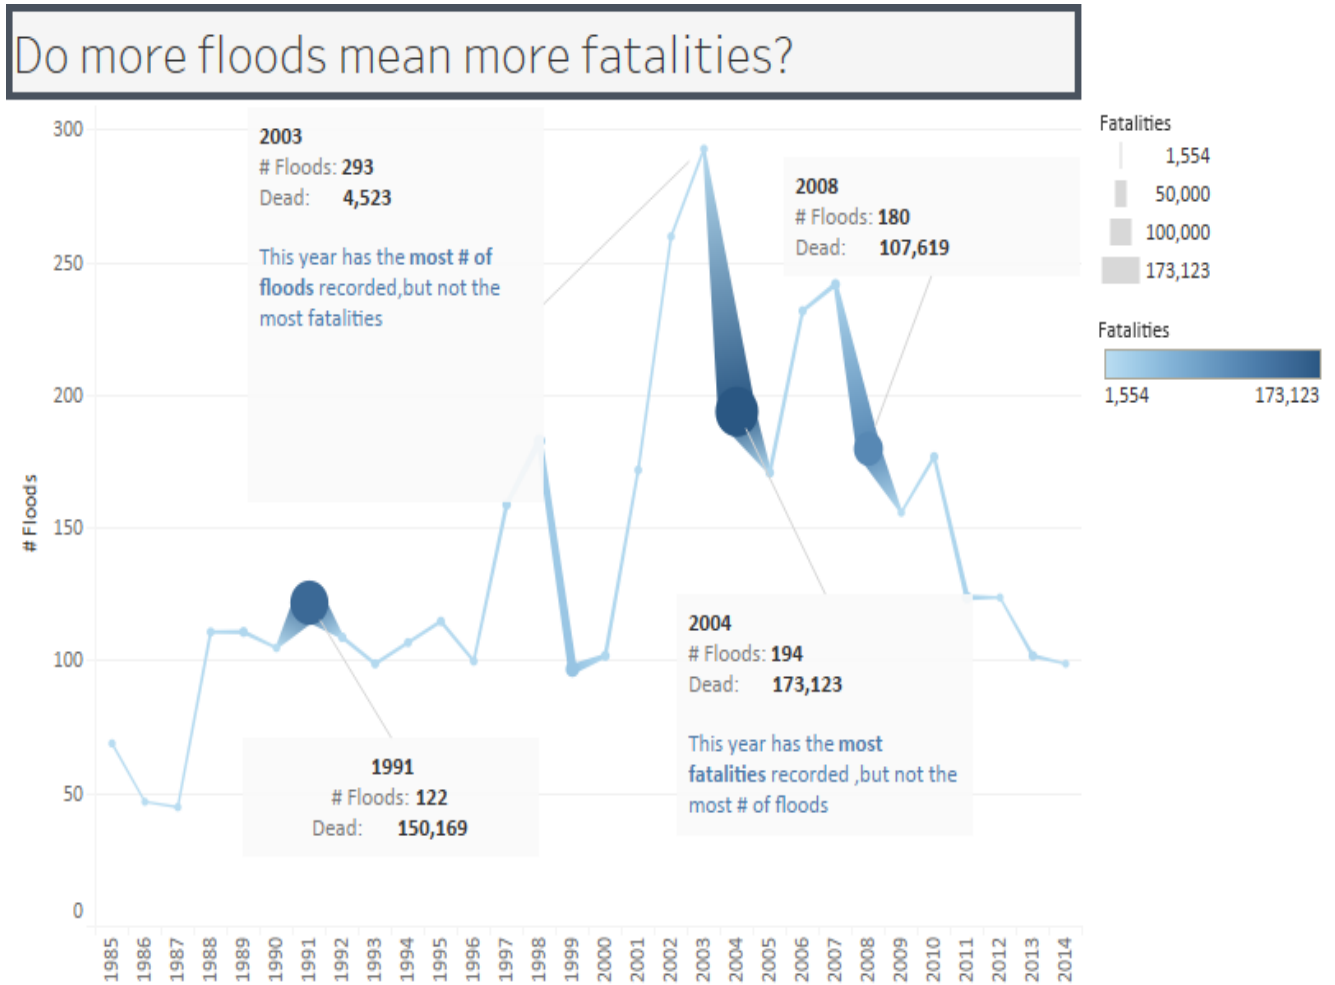 Do more floods mean more fatalities?
2003
# Floods: 293
Dead: 4,523
This year has the most # of
floods recorded,but not the
most fatalities
2008
# Floods: 180
Dead: 107,619
1991
# Floods: 122
Dead: 150,169
2004
# Floods: 194
Dead: 173,123
This year has the most
fatalities recorded ,but not the
most # of floods
# Floods
300
250
200
150
100
50
0
1985
1986
1987
1988
1989
1990
1991
1992
1993
1994
1995
1996
1997
1998
1999
2000
2001
2002
2003
2004
2005
2006
2007
2008
2009
2010
2011
2012
2013
2014
Fatalities
1,554
50,000
100,000
173,123
Fatalities
1,554 173,123